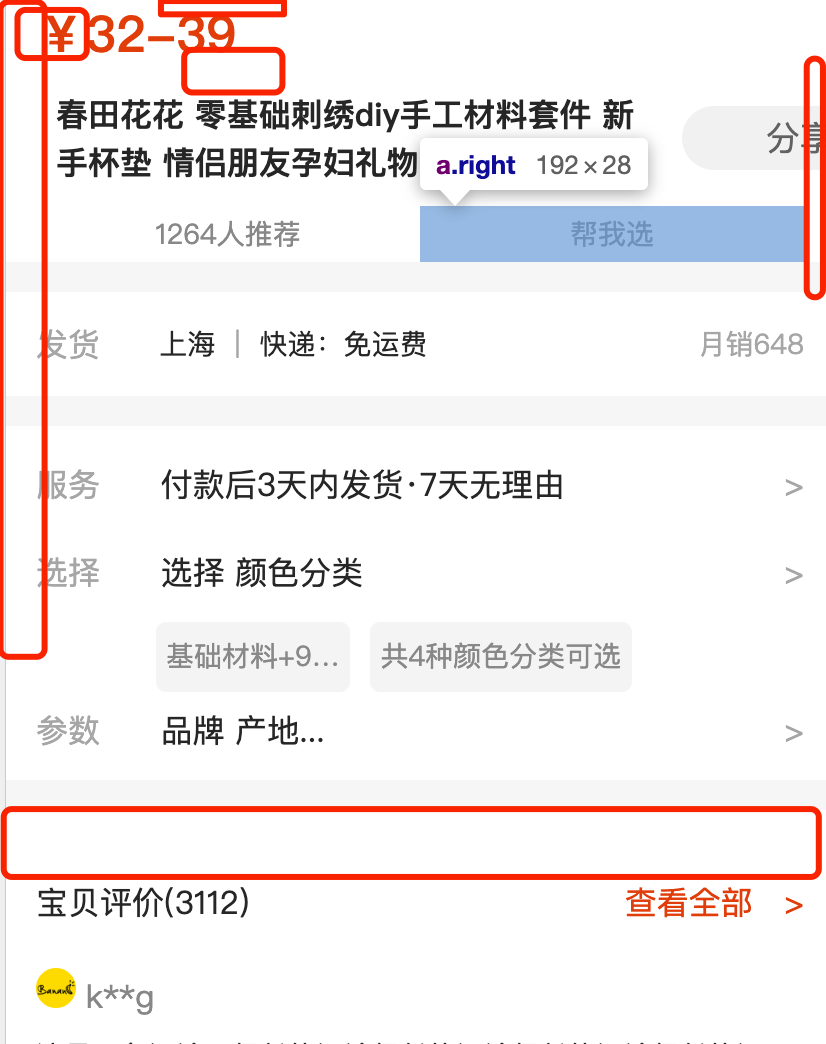 ¥32–39
春田花花 零基础刺绣diy手工材料套件 新
手杯垫 情侣朋友孕妇礼物
分享
a.right 192 × 28
1264人推荐
帮我选
发货 上海 | 快递：免运费 月销648
服务 付款后3天内发货·7天无理由 >
选择 选择 颜色分类 >
基础材料+9... 共4种颜色分类可选
参数 品牌 产地... >
宝贝评价(3112) 查看全部 >
Banana
k**g